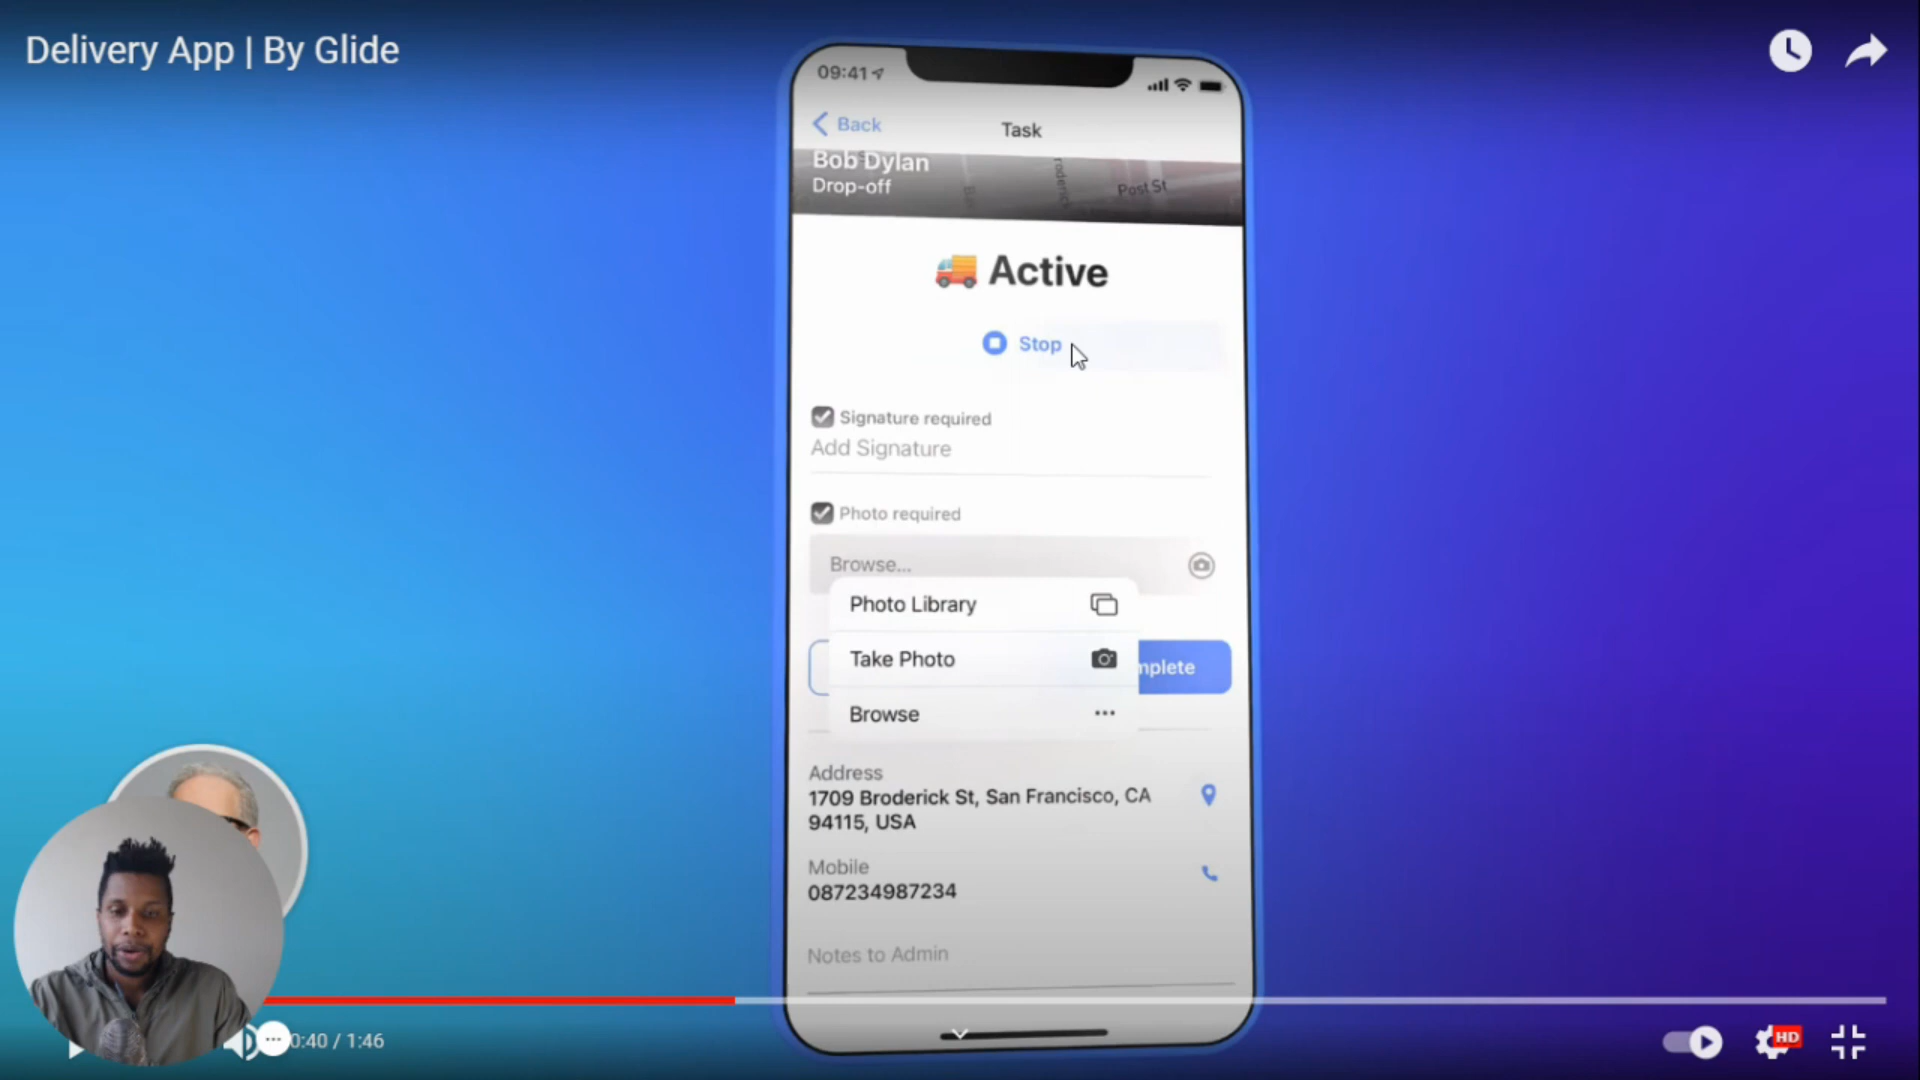 Delivery App | By Glide
09:41
Back
Task
Bob Dylan
Drop-off
Post St
Active
Stop
Signature required
Add Signature
Photo required
Browse...
Photo Library
Take Photo
mplete
Browse
Address
1709 Broderick St, San Francisco, CA
94115, USA
Mobile
087234987234
Notes to Admin
0:40 / 1:46
HD